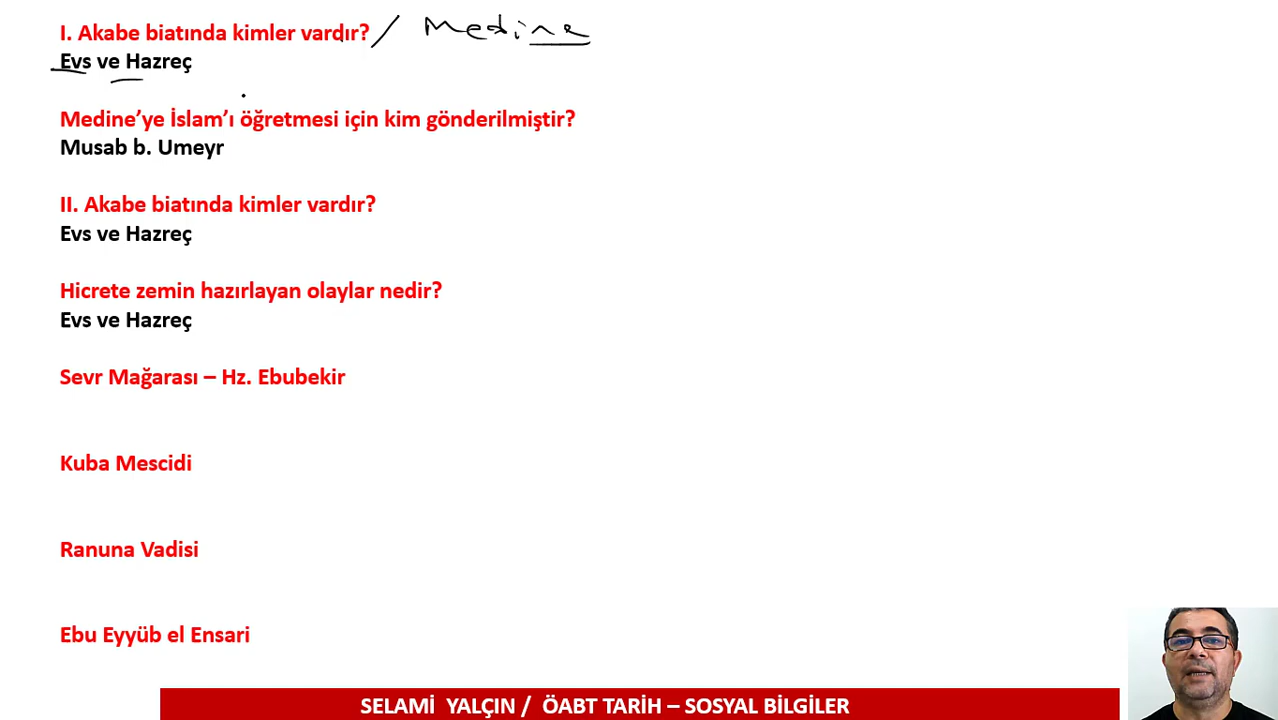 I. Akabe biatında kimler vardır? / Medine
Evs ve Hazreç
Medine’ye İslam’ı öğretmesi için kim gönderilmiştir?
Musab b. Umeyr
II. Akabe biatında kimler vardır?
Evs ve Hazreç
Hicrete zemin hazırlayan olaylar nedir?
Evs ve Hazreç
Sevr Mağarası – Hz. Ebubekir
Kuba Mescidi
Ranuna Vadisi
Ebu Eyyüb el Ensari
SELAMİ YALÇIN / ÖABT TARİH – SOSYAL BİLGİLER